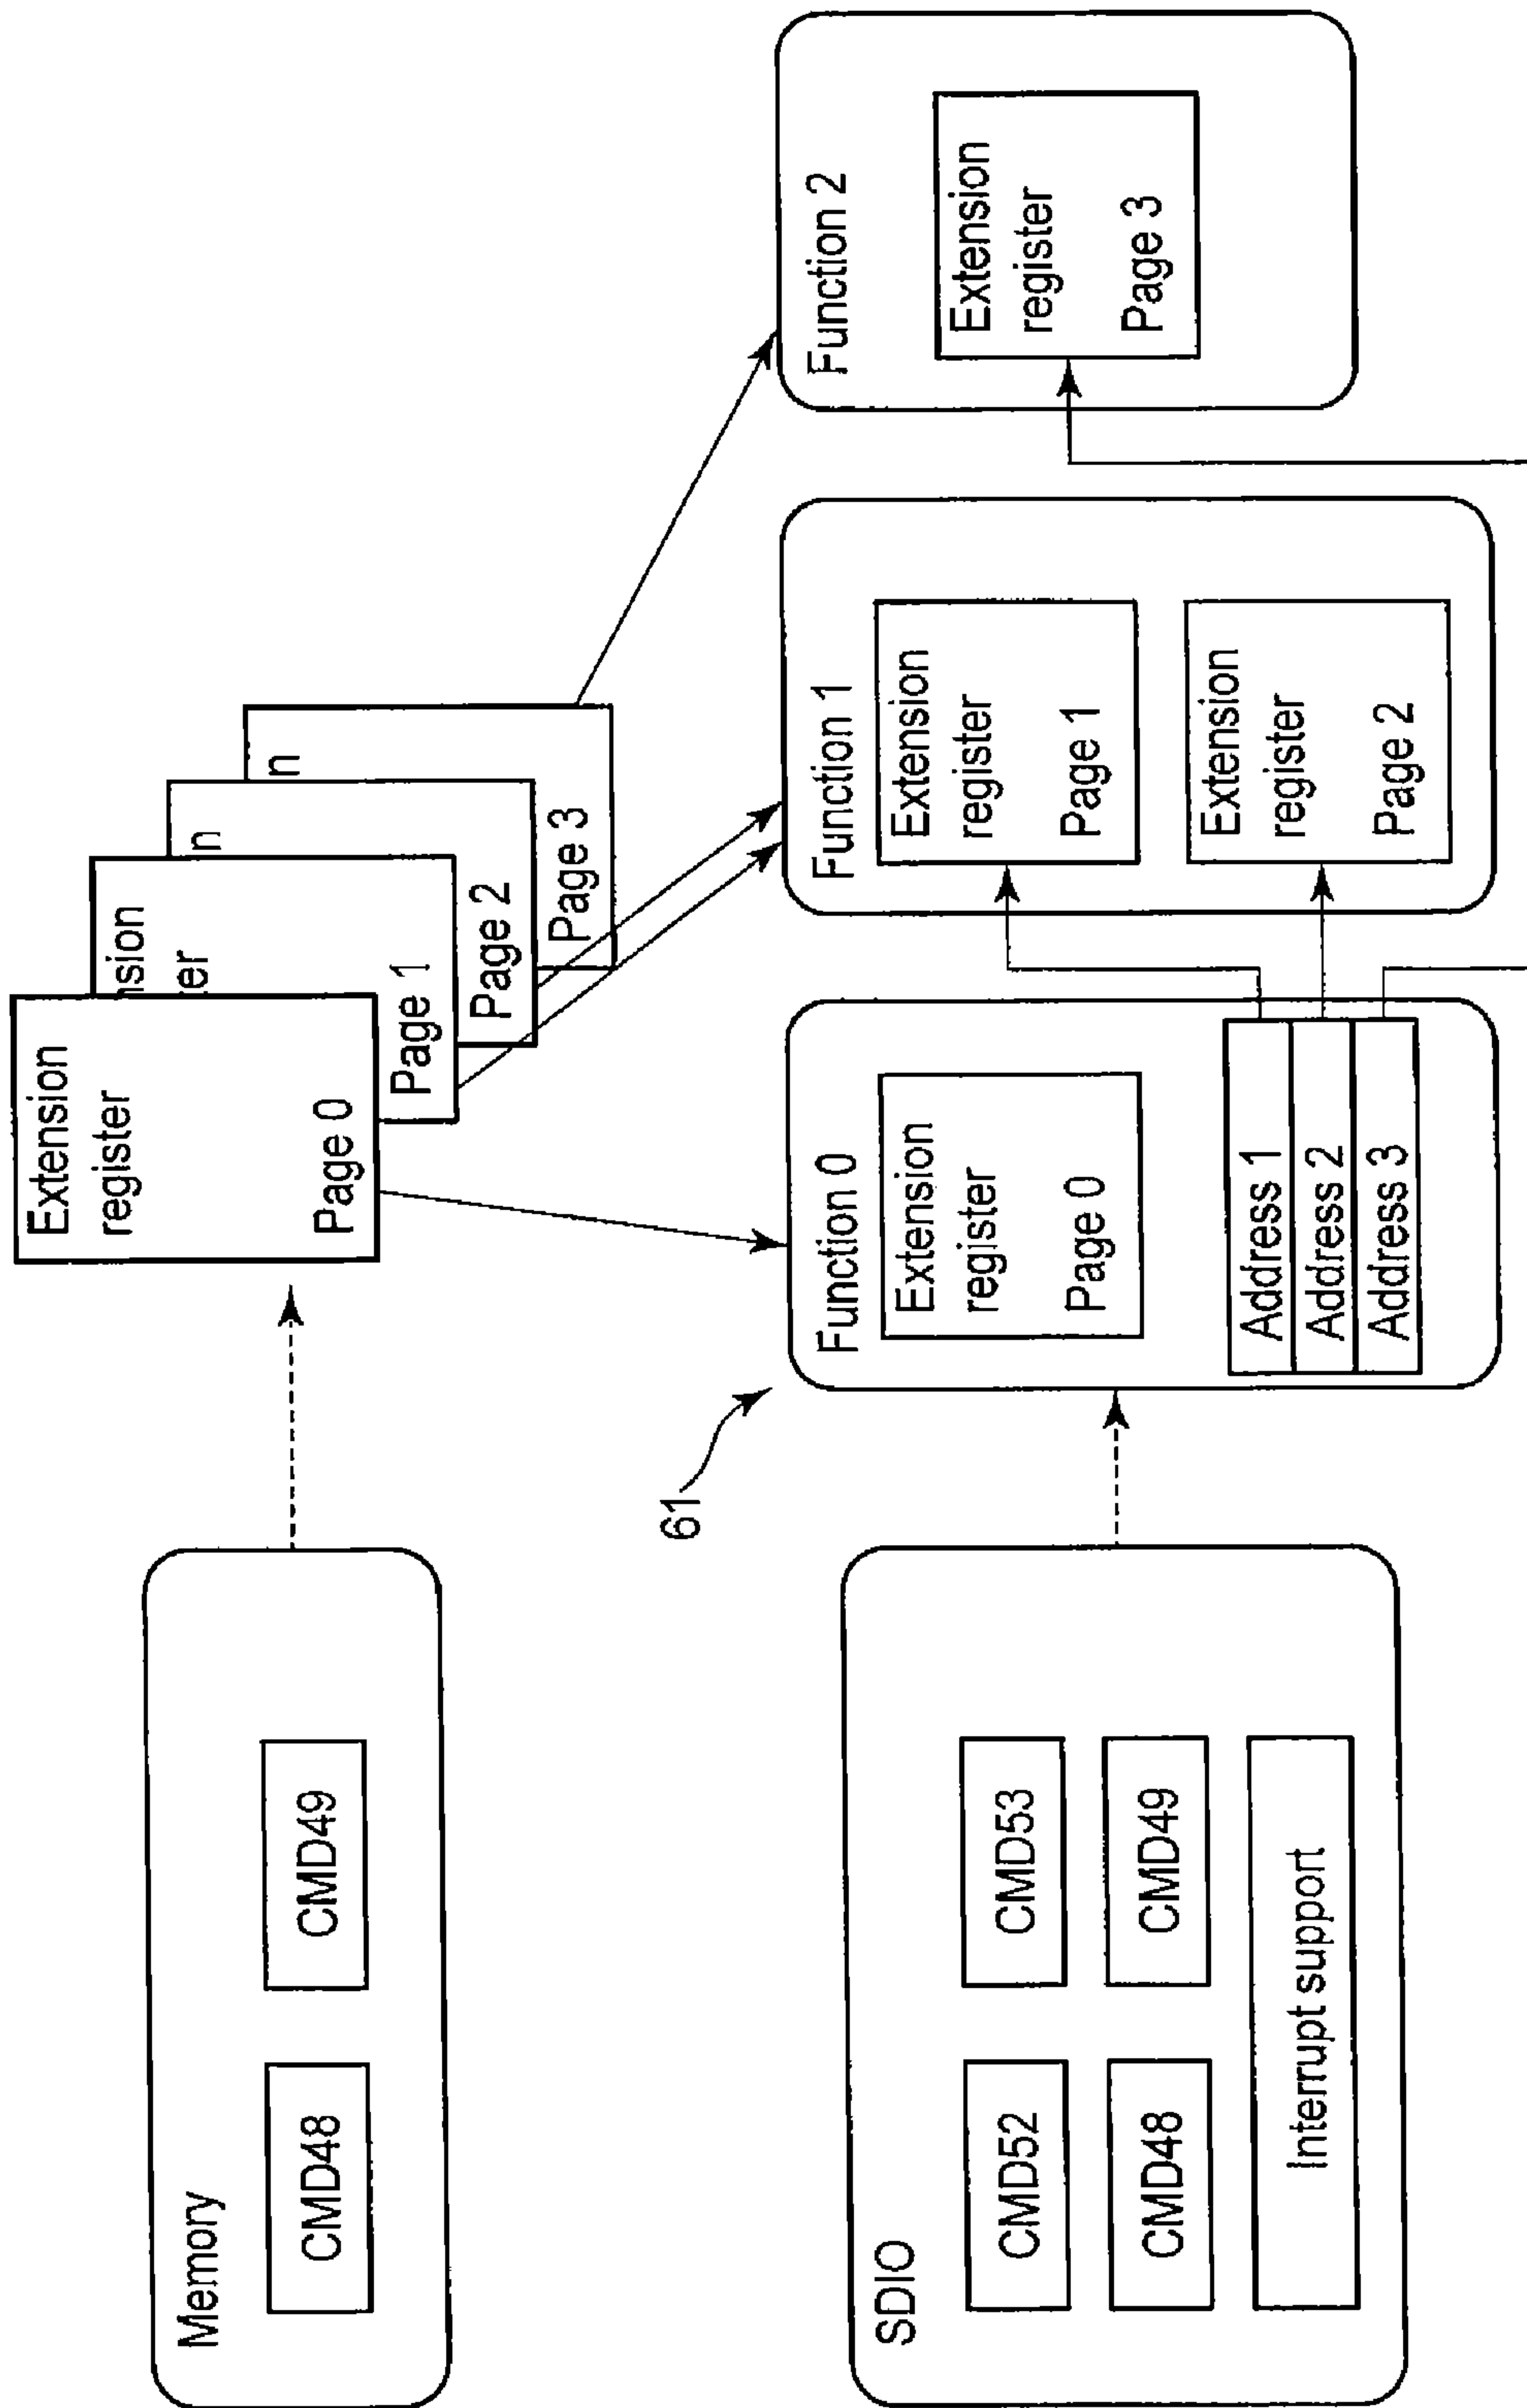 Memory
CMD48
CMD49
Extension
register
Page 0
nsion
er
Page 1
n
Page 2
n
Page 3
SDIO
CMD52
CMD53
CMD48
CMD49
Interrupt support
61
Function 0
Extension
register
Page 0
Address 1
Address 2
Address 3
Function 1
Extension
register
Page 1
Extension
register
Page 2
Function 2
Extension
register
Page 3